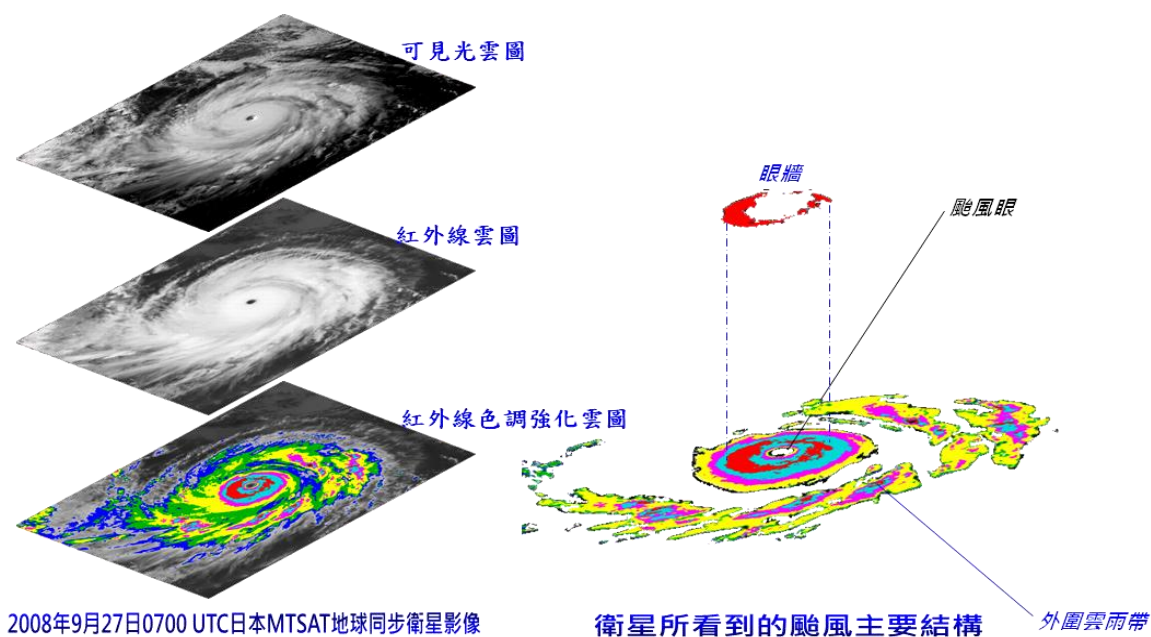 可見光雲圖
紅外線雲圖
紅外線色調強化雲圖
2008年9月27日0700 UTC日本MTSAT地球同步衛星影像
眼牆
颱風眼
外圍雲雨帶
衛星所看到的颱風主要結構